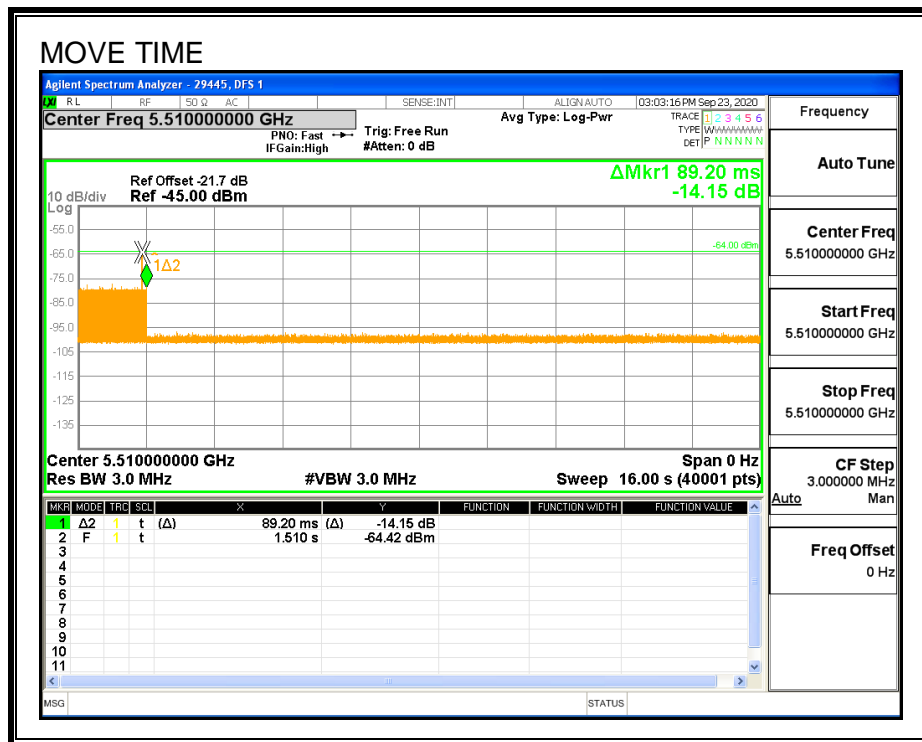 MOVE TIME
Agilent Spectrum Analyzer - 29445, DFS 1
LXI RL RF 50 Ω AC SENSE:INT ALIGN AUTO 03:03:16 PM Sep 23, 2020
Center Freq 5.510000000 GHz
PNO: Fast
IFGain:High
Trig: Free Run
#Atten: 0 dB
Avg Type: Log-Pwr
TRACE 1 2 3 4 5 6
TYPE WWWWWWW
DET P N N N N N
Ref Offset -21.7 dB
Ref -45.00 dBm
10 dB/div
Log
ΔMkr1 89.20 ms
-14.15 dB
-55.0
-64.00 dBm
-65.0
1Δ2
-75.0
-85.0
-95.0
-105
-115
-125
-135
Center 5.510000000 GHz Span 0 Hz
Res BW 3.0 MHz #VBW 3.0 MHz Sweep 16.00 s (40001 pts)
MKR MODE TRC SCL X Y FUNCTION FUNCTION WIDTH FUNCTION VALUE
1 Δ2 1 t (Δ) 89.20 ms (Δ) -14.15 dB
2 F 1 t 1.510 s -64.42 dBm
3
4
5
6
7
8
9
10
11
MSG STATUS
Frequency
Auto Tune
Center Freq
5.510000000 GHz
Start Freq
5.510000000 GHz
Stop Freq
5.510000000 GHz
CF Step
3.000000 MHz
Auto Man
Freq Offset
0 Hz